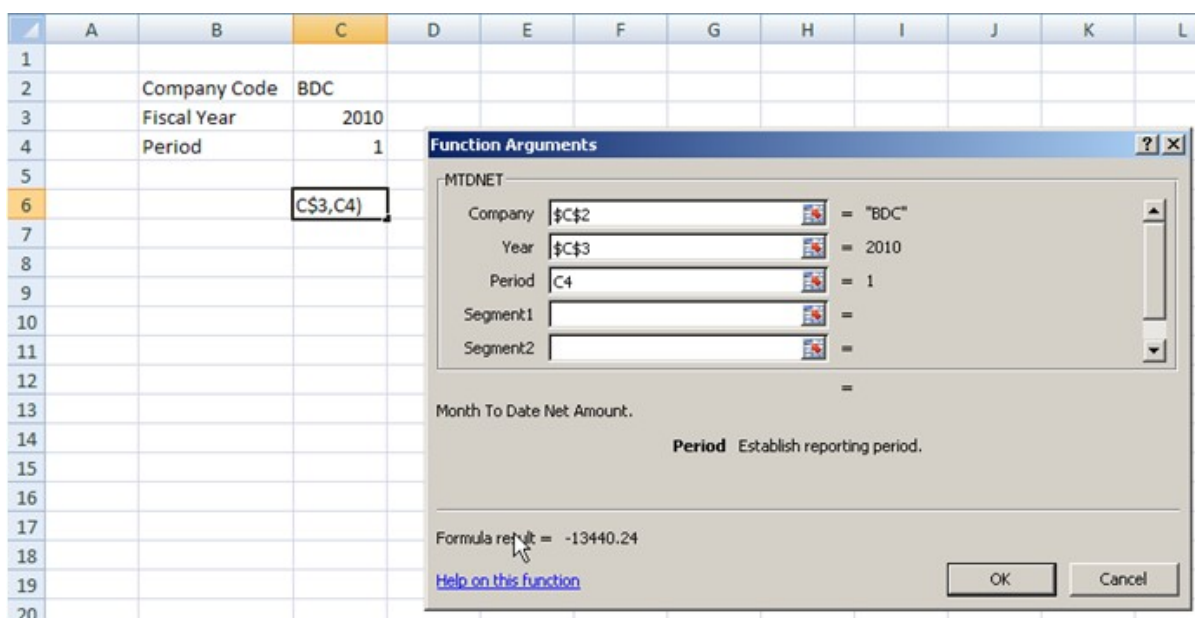 A B C D E F G H I J K L
1
2 Company Code BDC
3 Fiscal Year 2010
4 Period 1
5
6 C$3,C4)
7
8
9
10
11
12
13
14
15
16
17
18
19
20
Function Arguments
MTDNET
Company $C$2 = "BDC"
Year $C$3 = 2010
Period C4 = 1
Segment1 =
Segment2 =
=
Month To Date Net Amount.
Period Establish reporting period.
Formula result = -13440.24
Help on this function
OK Cancel